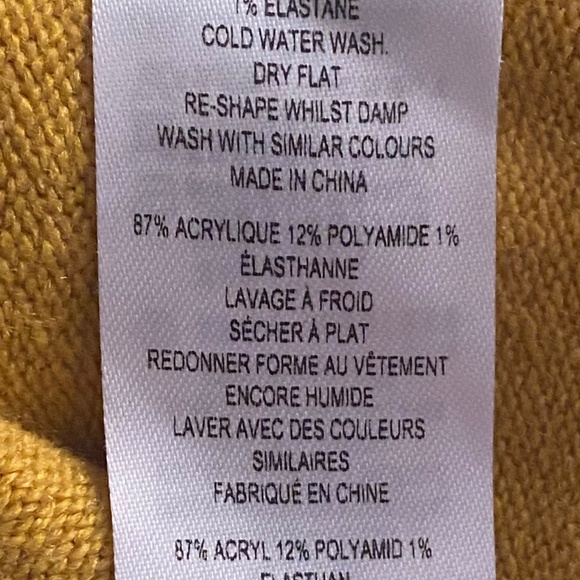 1% ELASTANE
COLD WATER WASH.
DRY FLAT
RE-SHAPE WHILST DAMP
WASH WITH SIMILAR COLOURS
MADE IN CHINA
87% ACRYLIQUE 12% POLYAMIDE 1%
ÉLASTHANNE
LAVAGE À FROID
SÉCHER À PLAT
REDONNER FORME AU VÊTEMENT
ENCORE HUMIDE
LAVER AVEC DES COULEURS
SIMILAIRES
FABRIQUÉ EN CHINE
87% ACRYL 12% POLYAMID 1%
ELASTHAN